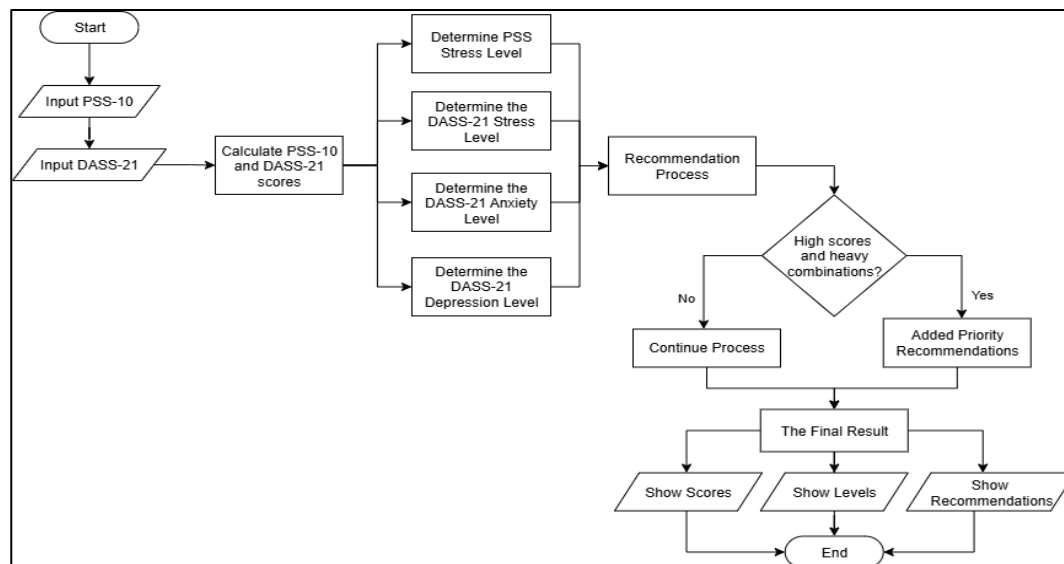 Start
Input PSS-10
Input DASS-21
Calculate PSS-10
and DASS-21
scores
Determine PSS
Stress Level
Determine the
DASS-21 Stress
Level
Determine the
DASS-21 Anxiety
Level
Determine the
DASS-21
Depression Level
Recommendation
Process
High scores
and heavy
combinations?
No
Yes
Continue Process
Added Priority
Recommendations
The Final Result
Show Scores
Show Levels
Show
Recommendations
End